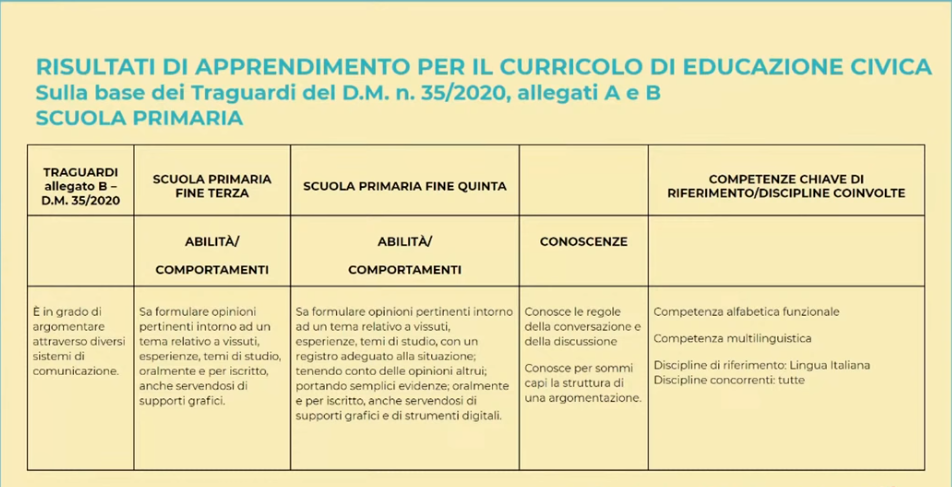 RISULTATI DI APPRENDIMENTO PER IL CURRICOLO DI EDUCAZIONE CIVICA
Sulla base dei Traguardi del D.M. n. 35/2020, allegati A e B
SCUOLA PRIMARIA
TRAGUARDI
allegato B –
D.M. 35/2020
SCUOLA PRIMARIA
FINE TERZA
SCUOLA PRIMARIA FINE QUINTA
COMPETENZE CHIAVE DI
RIFERIMENTO/DISCIPLINE COINVOLTE
ABILITÀ/
COMPORTAMENTI
ABILITÀ/
COMPORTAMENTI
CONOSCENZE
È in grado di
argomentare
attraverso diversi
sistemi di
comunicazione.
Sa formulare opinioni
pertinenti intorno ad un
tema relativo a vissuti,
esperienze, temi di studio,
oralmente e per iscritto,
anche servendosi di
supporti grafici.
Sa formulare opinioni pertinenti intorno
ad un tema relativo a vissuti,
esperienze, temi di studio, con un
registro adeguato alla situazione;
tenendo conto delle opinioni altrui;
portando semplici evidenze; oralmente
e per iscritto, anche servendosi di
supporti grafici e di strumenti digitali.
Conosce le regole
della conversazione e
della discussione
Conosce per sommi
capi la struttura di
una argomentazione.
Competenza alfabetica funzionale
Competenza multilinguistica
Discipline di riferimento: Lingua Italiana
Discipline concorrenti: tutte